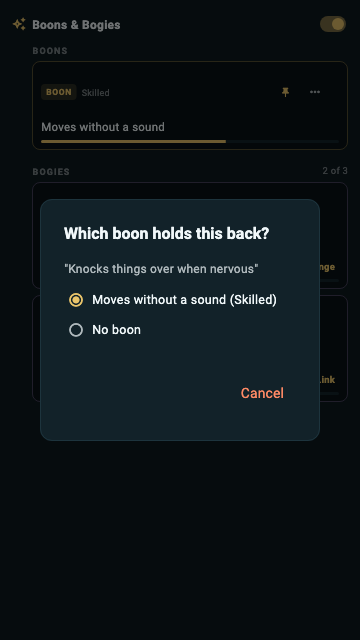 Boons & Bogies
BOONS
BOON Skilled
Moves without a sound
BOGIES 2 of 3
Which boon holds this back?
"Knocks things over when nervous"
Moves without a sound (Skilled)
No boon
Cancel